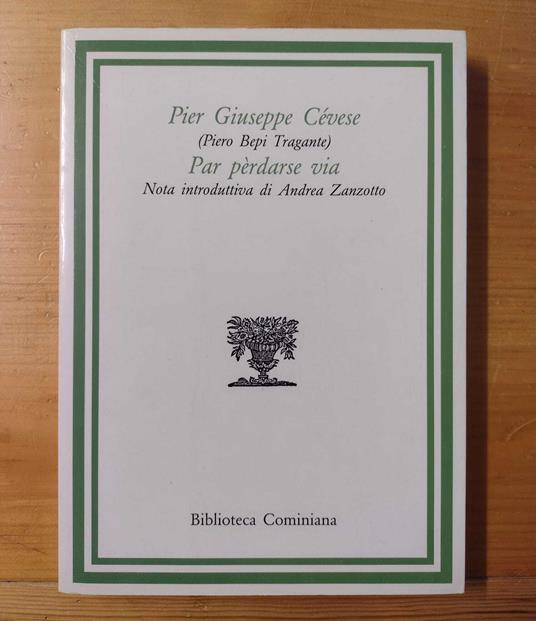 Pier Giuseppe Cévese
(Piero Bepi Tragante)
Par pèrdarse via
Nota introduttiva di Andrea Zanzotto
Biblioteca Cominiana